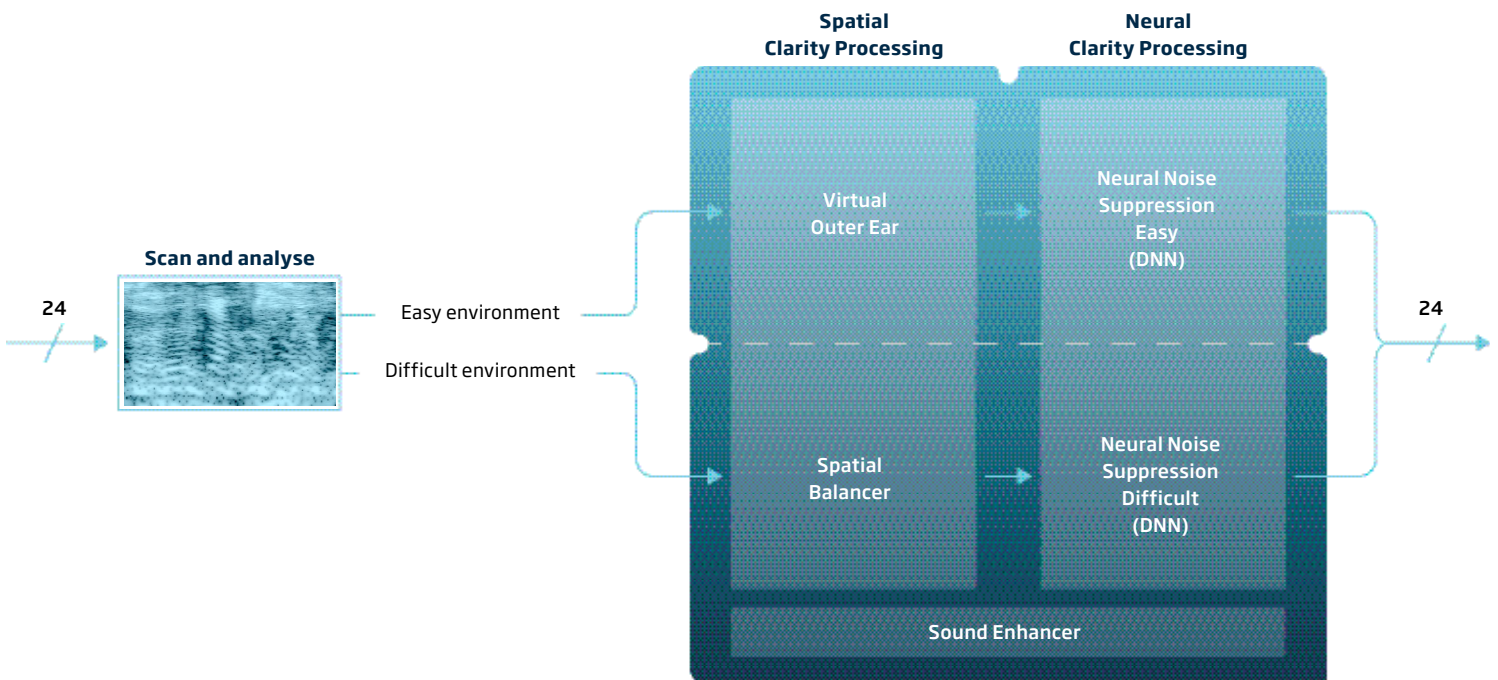 Spatial
Clarity Processing
Neural
Clarity Processing
Scan and analyse
24
Easy environment
Difficult environment
Virtual
Outer Ear
Neural Noise
Suppression
Easy
(DNN)
24
Spatial
Balancer
Neural Noise
Suppression
Difficult
(DNN)
Sound Enhancer